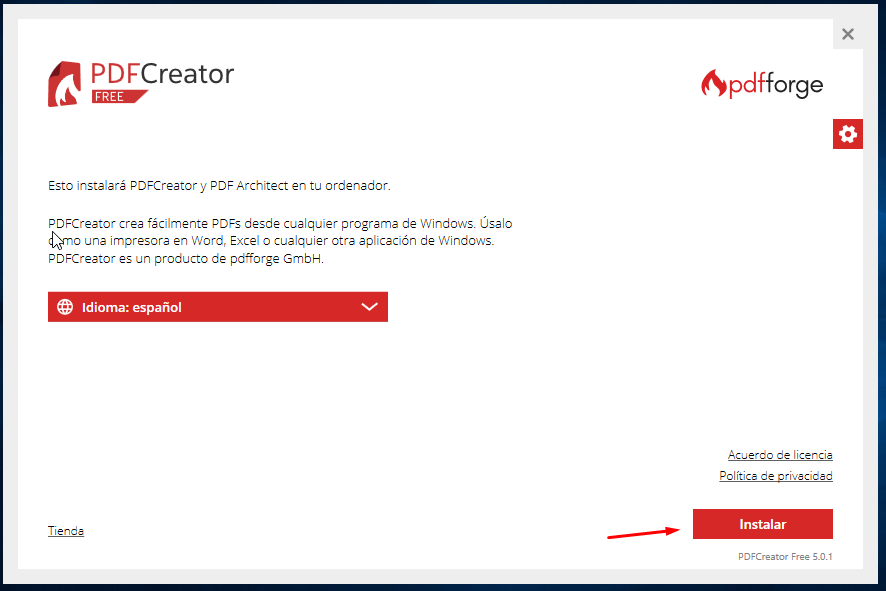 PDFCreator
FREE
pdfforge
Esto instalará PDFCreator y PDF Architect en tu ordenador.
PDFCreator crea fácilmente PDFs desde cualquier programa de Windows. Úsalo
como una impresora en Word, Excel o cualquier otra aplicación de Windows.
PDFCreator es un producto de pdfforge GmbH.
Idioma: español
Acuerdo de licencia
Política de privacidad
Tienda
Instalar
PDFCreator Free 5.0.1